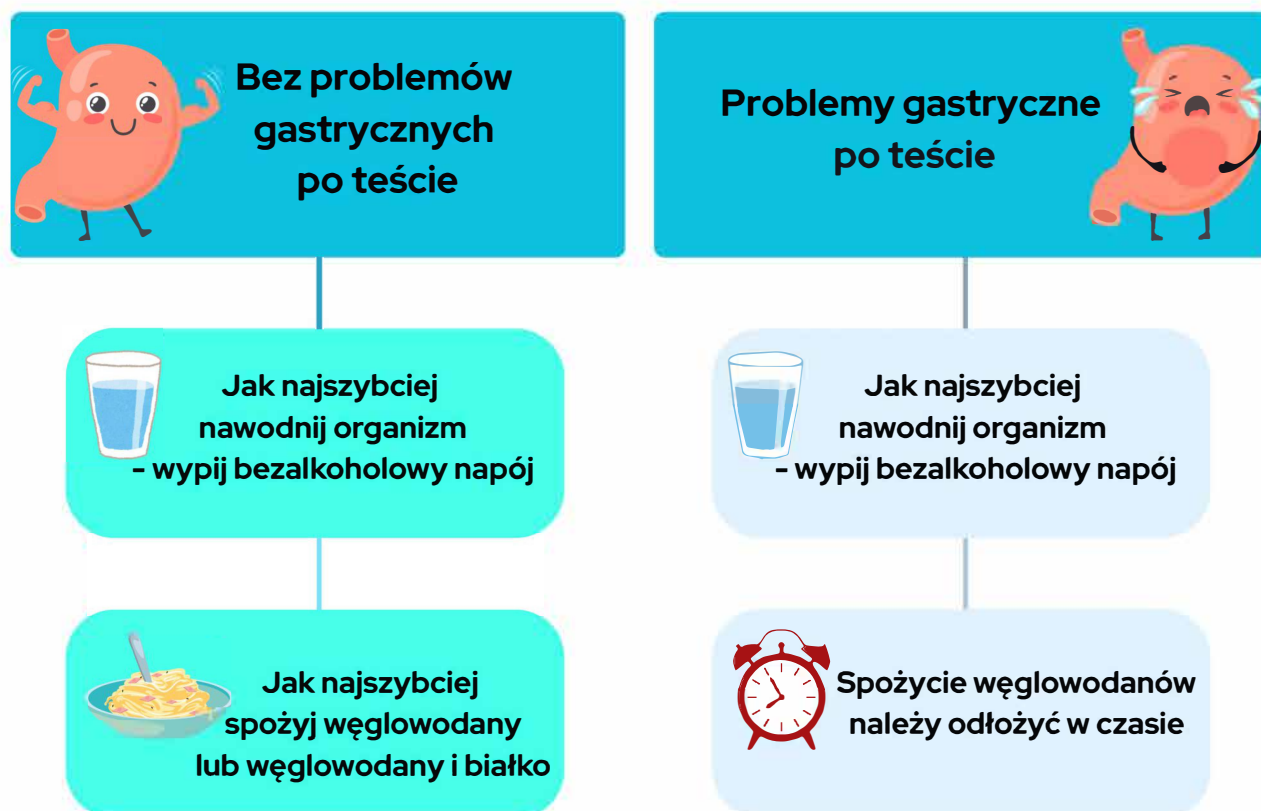 Bez problemów
gastrycznych
po teście
Jak najszybciej
nawodnij organizm
- wypij bezalkoholowy napój
Jak najszybciej
spożyj węglowodany
lub węglowodany i białko
Problemy gastryczne
po teście
Jak najszybciej
nawodnij organizm
- wypij bezalkoholowy napój
Spożycie węglowodanów
należy odłożyć w czasie